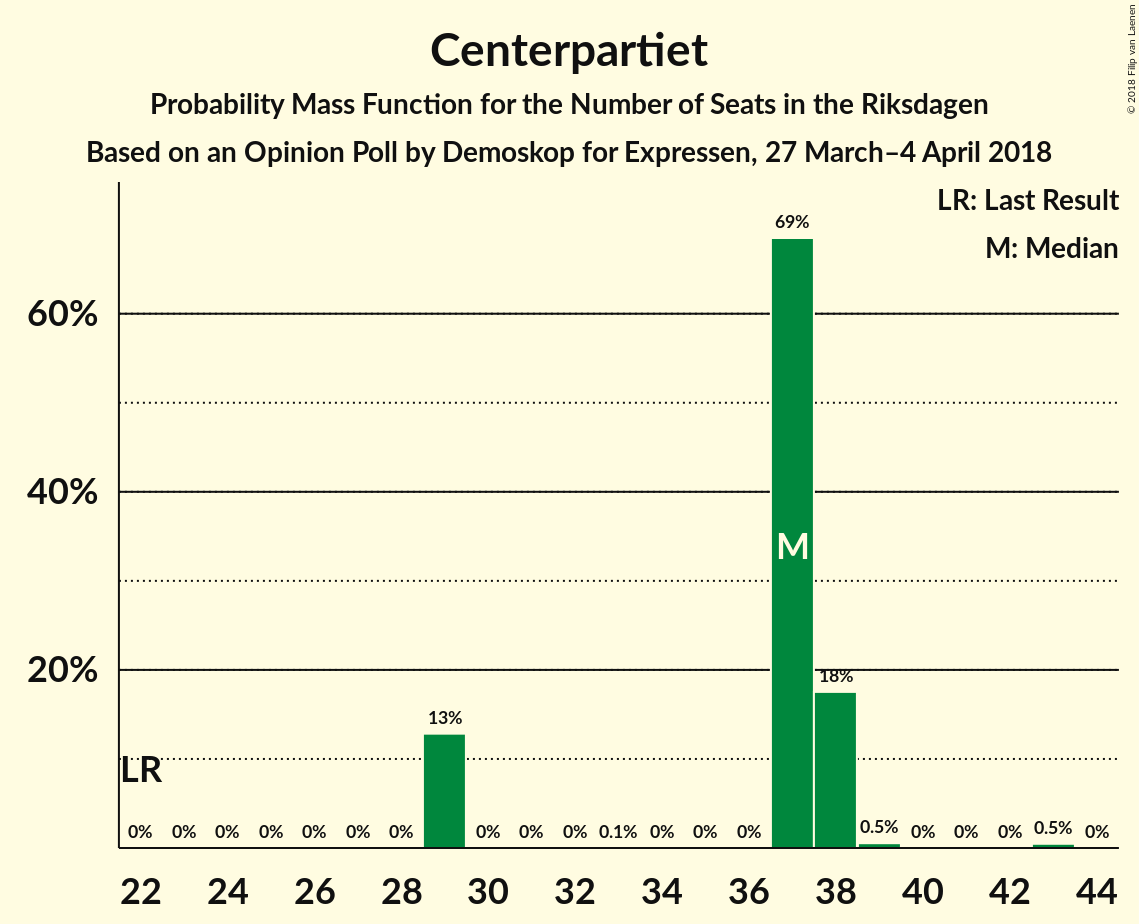 Centerpartiet
Probability Mass Function for the Number of Seats in the Riksdagen
Based on an Opinion Poll by Demoskop for Expressen, 27 March–4 April 2018
© 2018 Filip van Laenen
LR: Last Result
M: Median
69%
60%
40%
M
20%
18%
13%
LR
0% 0% 0% 0% 0% 0% 0% 0% 0% 0% 0.1% 0% 0% 0% 0.5% 0% 0% 0% 0.5% 0%
22 24 26 28 30 32 34 36 38 40 42 44